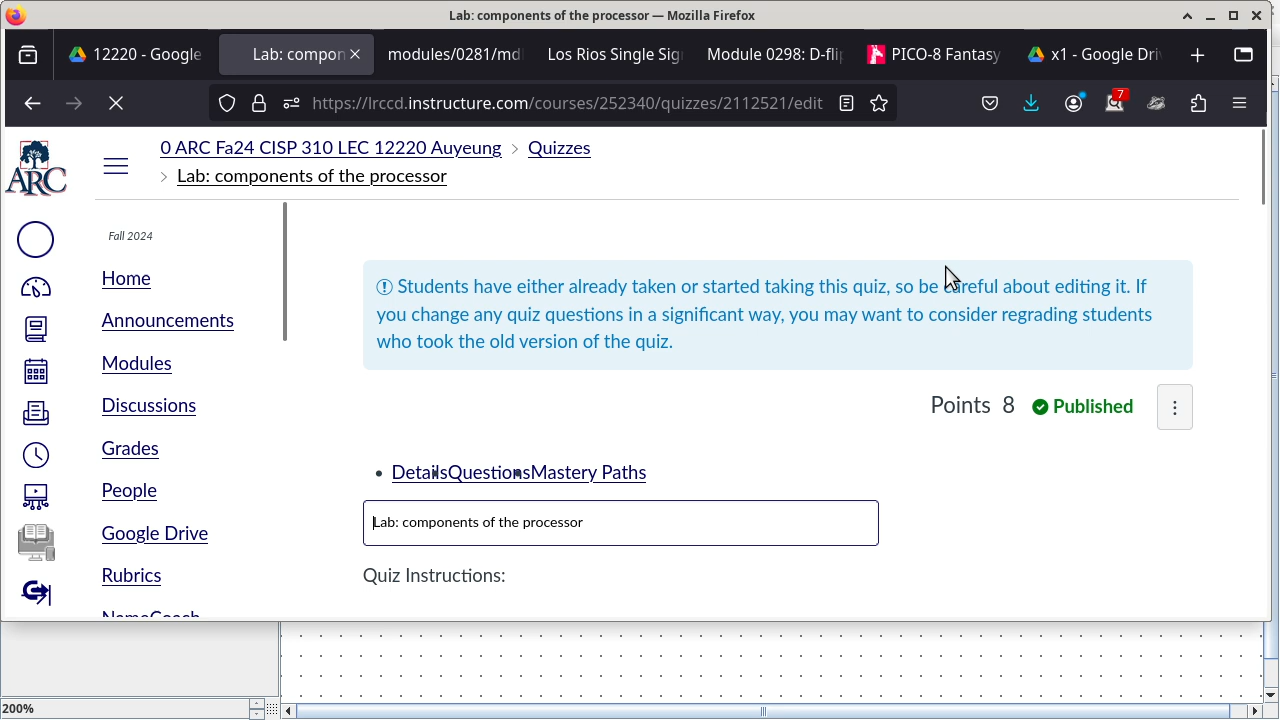 Lab: components of the processor — Mozilla Firefox
12220 - Google
Lab: compon
modules/0281/md
Los Rios Single Sig
Module 0298: D-flip
PICO-8 Fantasy
x1 - Google Driv
https://lrccd.instructure.com/courses/252340/quizzes/2112521/edit
7
ARC
0 ARC Fa24 CISP 310 LEC 12220 Auyeung > Quizzes
> Lab: components of the processor
Fall 2024
Home
Announcements
Modules
Discussions
Grades
People
Google Drive
Rubrics
NameCoach
Students have either already taken or started taking this quiz, so be careful about editing it. If
you change any quiz questions in a significant way, you may want to consider regrading students
who took the old version of the quiz.
Points 8 Published
• DetailsQuestionsMastery Paths
Lab: components of the processor
Quiz Instructions:
200%